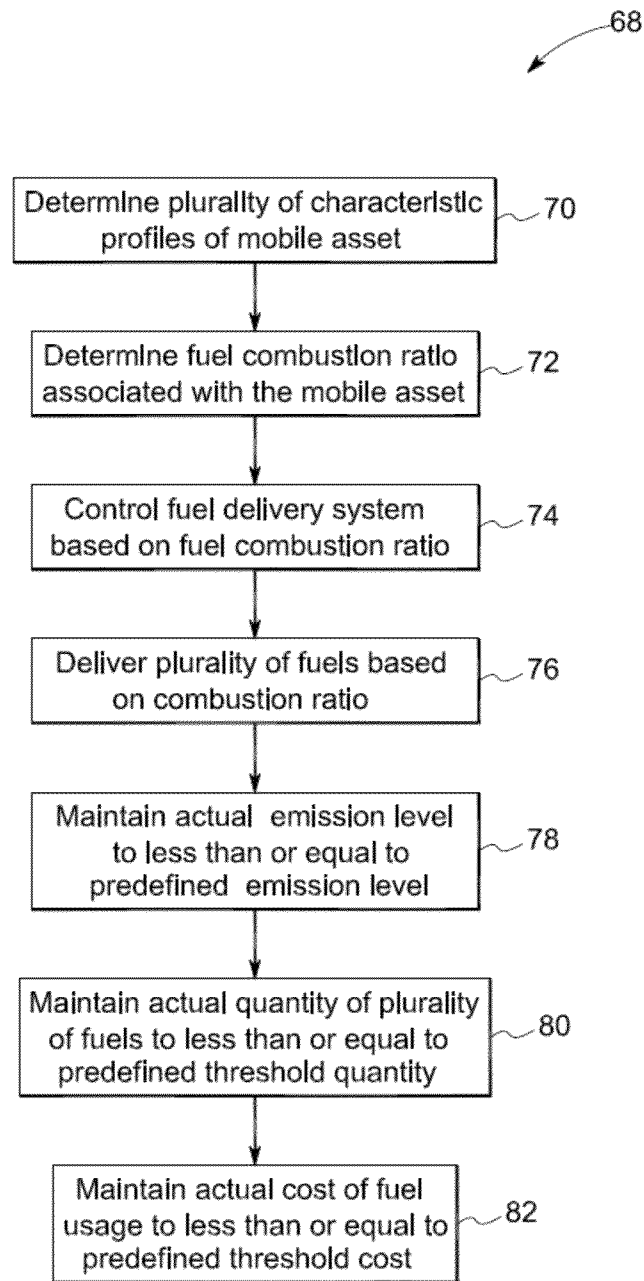 68
Determine plurality of characteristic
profiles of mobile asset
70
Determine fuel combustion ratio
associated with the mobile asset
72
Control fuel delivery system
based on fuel combustion ratio
74
Deliver plurality of fuels based
on combustion ratio
76
Maintain actual emission level
to less than or equal to
predefined emission level
78
Maintain actual quantity of plurality
of fuels to less than or equal to
predefined threshold quantity
80
Maintain actual cost of fuel
usage to less than or equal to
predefined threshold cost
82